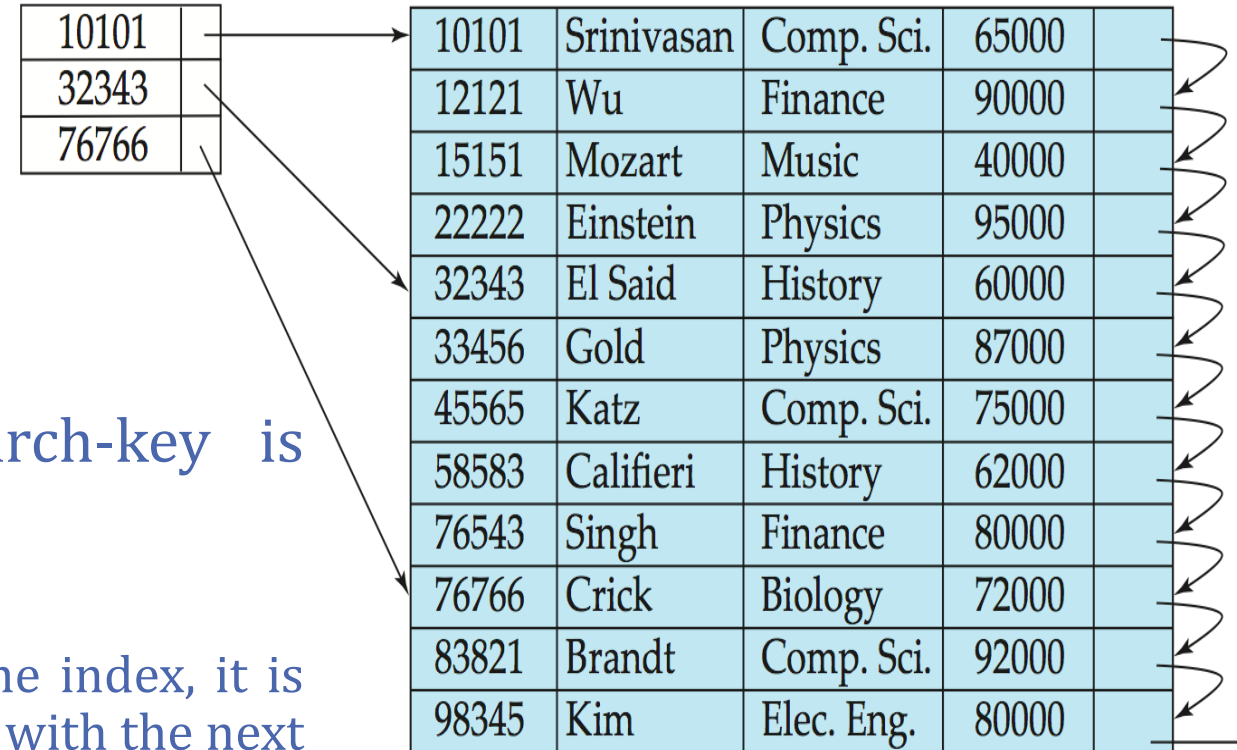 10101
32343
76766
10101 Srinivasan Comp. Sci. 65000
12121 Wu Finance 90000
15151 Mozart Music 40000
22222 Einstein Physics 95000
32343 El Said History 60000
33456 Gold Physics 87000
45565 Katz Comp. Sci. 75000
58583 Califieri History 62000
76543 Singh Finance 80000
76766 Crick Biology 72000
83821 Brandt Comp. Sci. 92000
98345 Kim Elec. Eng. 80000
rch-key is
index, it is
with the next